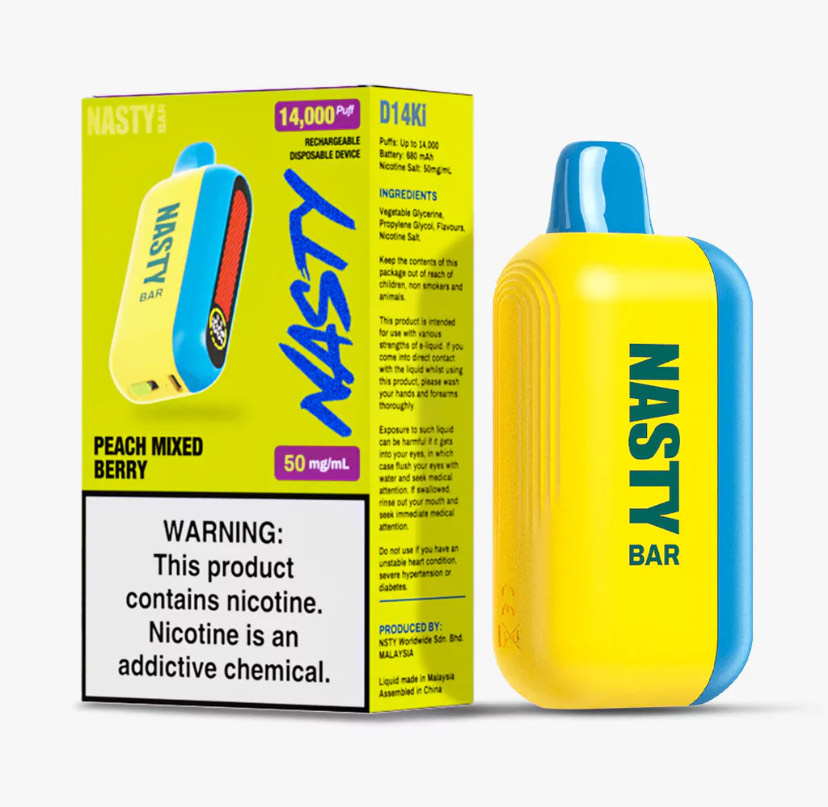 NASTY BAR
14,000 Puff
RECHARGEABLE
DISPOSABLE DEVICE
NASTY
BAR
NASTY
PEACH MIXED
BERRY
50 mg/mL
WARNING:
This product
contains nicotine.
Nicotine is an
addictive chemical.
D14Ki
Puffs: Up to 14,000
Battery: 680 mAh
Nicotine Salt: 50mg/mL
INGREDIENTS
Vegetable Glycerine,
Propylene Glycol, Flavours,
Nicotine Salt.
Keep the contents of this
package out of reach of
children, non smokers and
animals.
This product is intended
for use with various
strengths of e-liquid. If you
come into direct contact
with the liquid whilst using
this product, please wash
your hands and forearms
thoroughly.
Exposure to such liquid
can be harmful if it gets
into your eyes, in which
case flush your eyes with
water and seek medical
attention. If swallowed,
rinse out your mouth and
seek immediate medical
attention.
Do not use if you have an
unstable heart condition,
severe hypertension or
diabetes.
PRODUCED BY:
NSTY Worldwide Sdn. Bhd.
MALAYSIA
Liquid made in Malaysia
Assembled in China
NASTY
BAR
CE